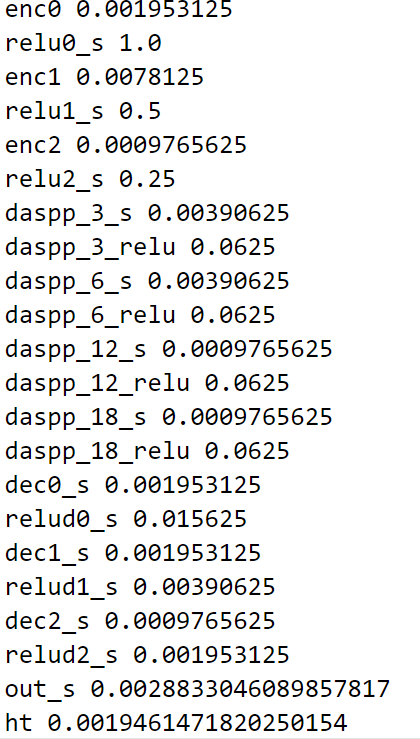 enc0 0.001953125
relu0_s 1.0
enc1 0.0078125
relu1_s 0.5
enc2 0.0009765625
relu2_s 0.25
daspp_3_s 0.00390625
daspp_3_relu 0.0625
daspp_6_s 0.00390625
daspp_6_relu 0.0625
daspp_12_s 0.0009765625
daspp_12_relu 0.0625
daspp_18_s 0.0009765625
daspp_18_relu 0.0625
dec0_s 0.001953125
relud0_s 0.015625
dec1_s 0.001953125
relud1_s 0.00390625
dec2_s 0.0009765625
relud2_s 0.001953125
out_s 0.0028833046089857817
ht 0.0019461471820250154